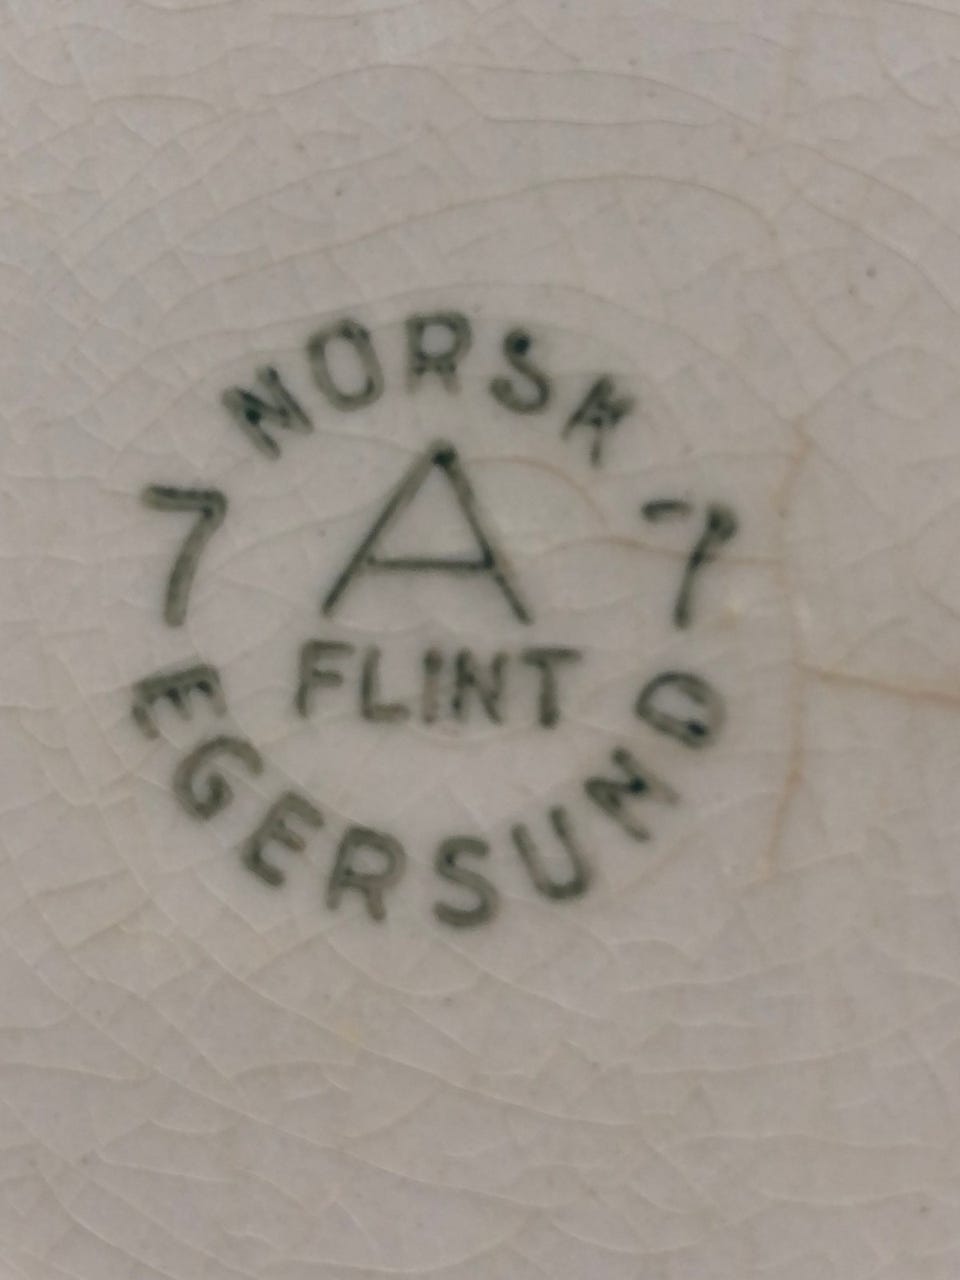 NORSK
7 A 7
FLINT
EGERSUND